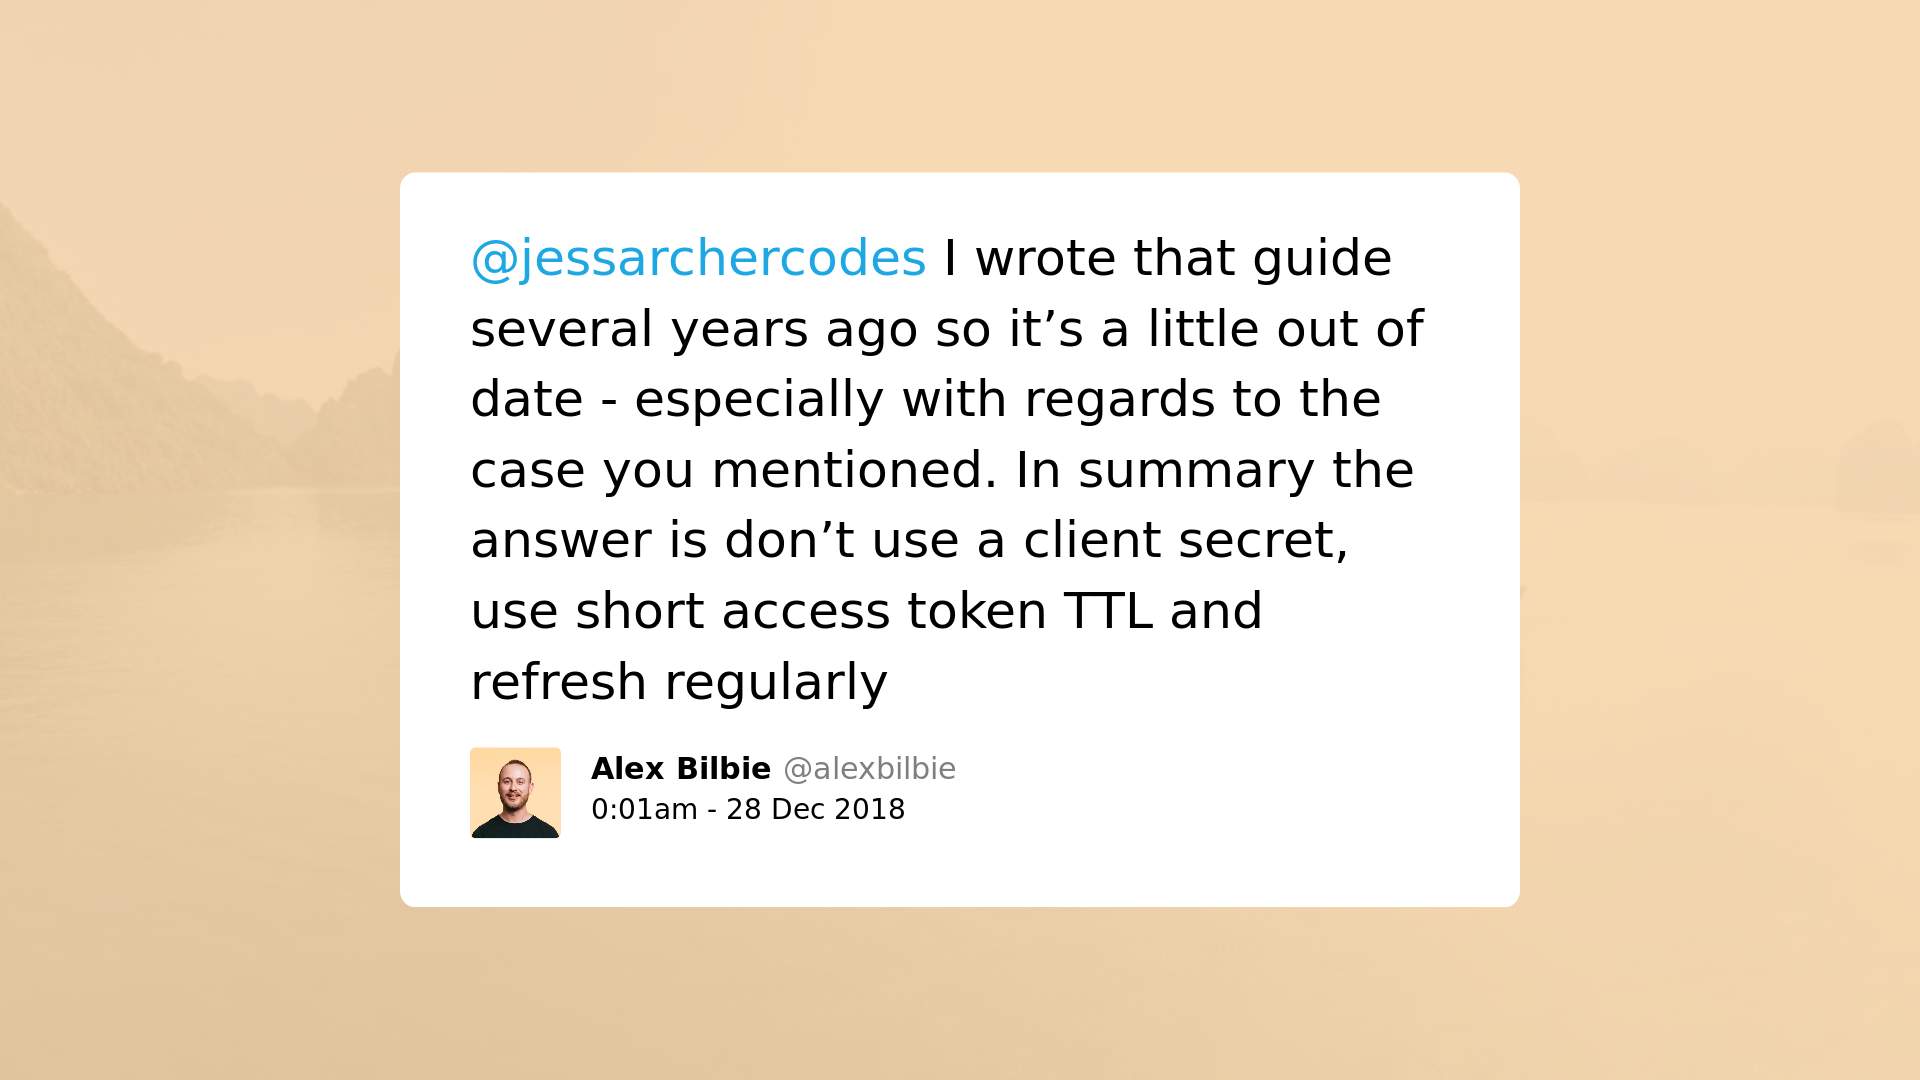 @jessarchercodes I wrote that guide
several years ago so it’s a little out of
date - especially with regards to the
case you mentioned. In summary the
answer is don’t use a client secret,
use short access token TTL and
refresh regularly
Alex Bilbie @alexbilbie
0:01am - 28 Dec 2018